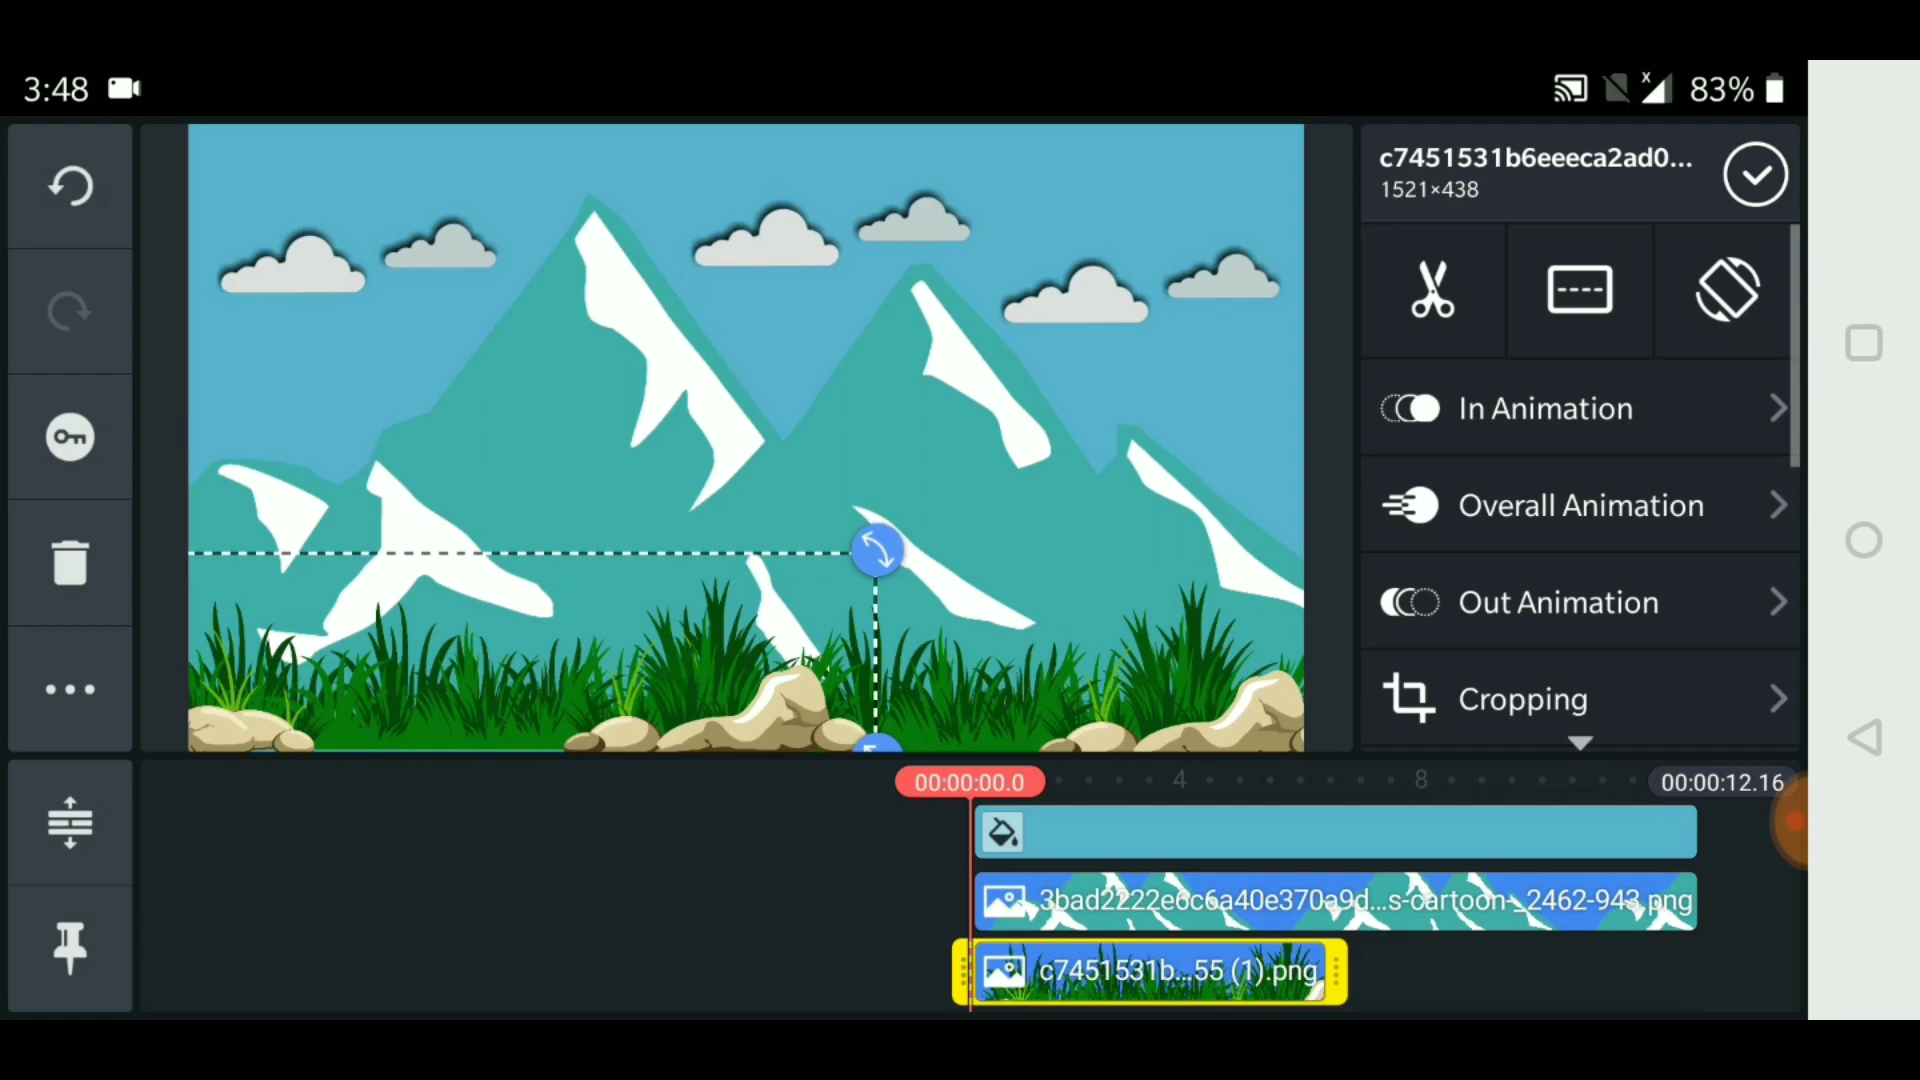 3:48
x 83%
c7451531b6eeeca2ad0...
1521×438
In Animation
Overall Animation
Out Animation
Cropping
00:00:00.0
4
8
00:00:12.16
3bad2222e6c6a40e370a9d...s-cartoon-_2462-943.png
c7451531b...55 (1).png